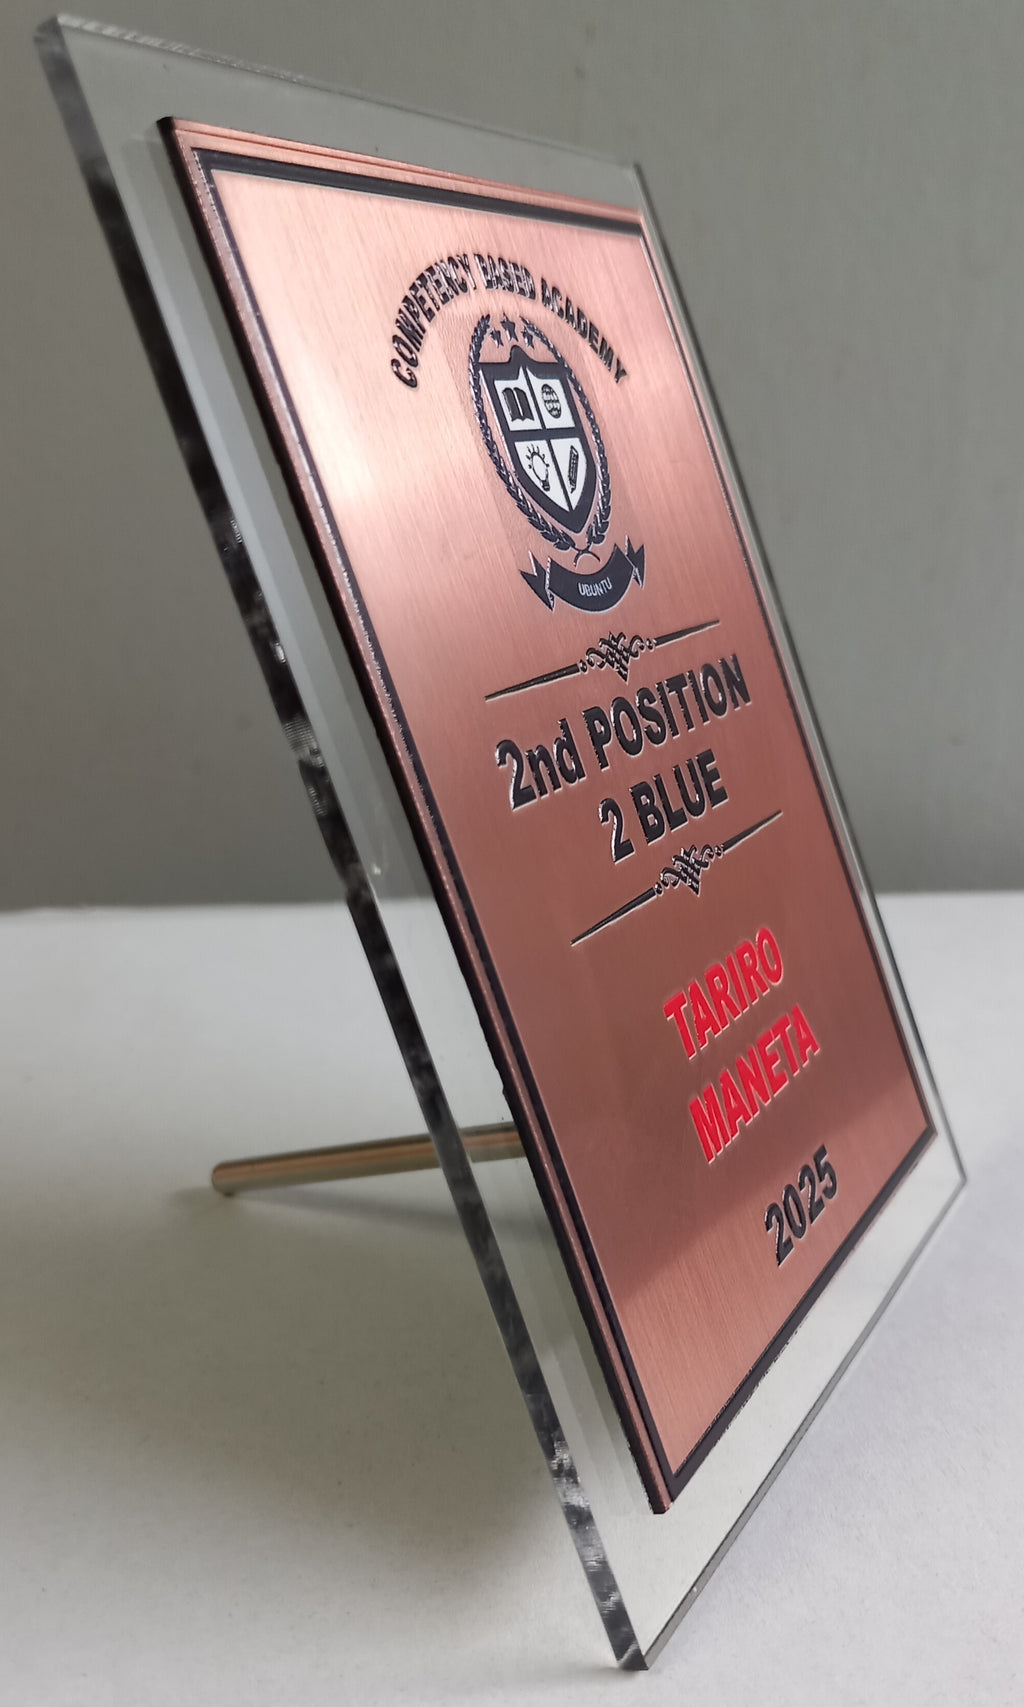 COMPETENCY BASED ACADEMY
UBUNTU
2nd POSITION
2 BLUE
TARIRO
MANETA
2025